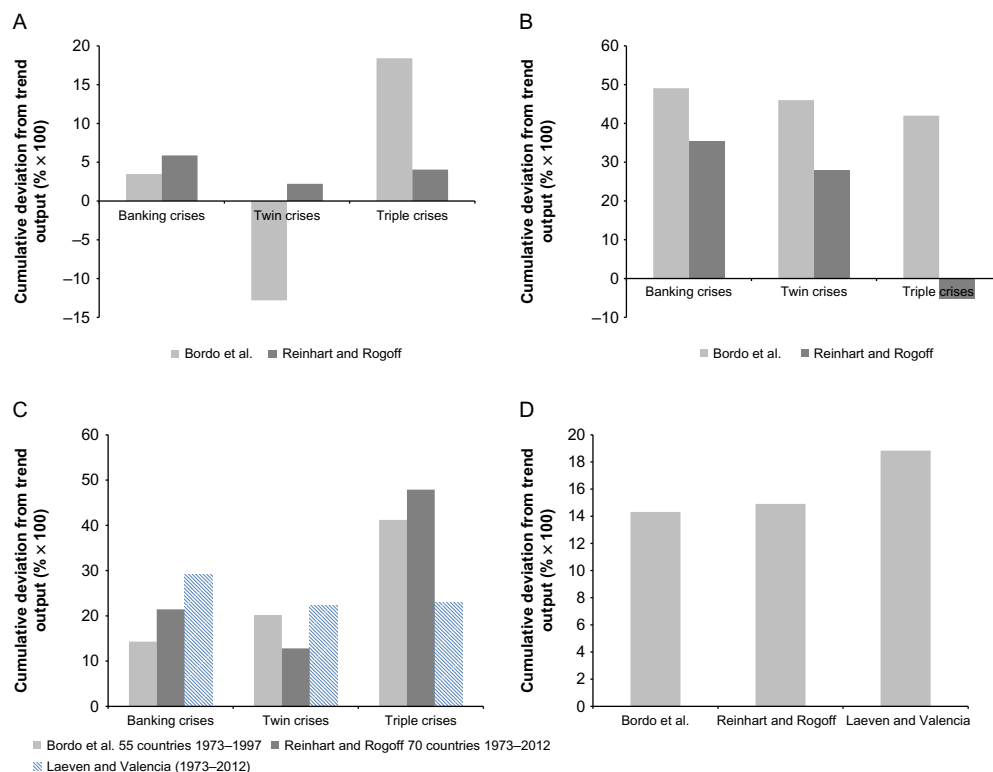 A
Cumulative deviation from trend
output (% × 100)
20
15
10
5
0
–5
–10
–15
Banking crises
Twin crises
Triple crises
Bordo et al.
Reinhart and Rogoff
B
Cumulative deviation from trend
output (% × 100)
60
50
40
30
20
10
0
–10
Banking crises
Twin crises
Triple crises
Bordo et al.
Reinhart and Rogoff
C
Cumulative deviation from trend
output (% × 100)
60
50
40
30
20
10
0
Banking crises
Twin crises
Triple crises
Bordo et al. 55 countries 1973–1997
Reinhart and Rogoff 70 countries 1973–2012
Laeven and Valencia (1973–2012)
D
Cumulative deviation from trend
output (% × 100)
20
18
16
14
12
10
8
6
4
2
0
Bordo et al.
Reinhart and Rogoff
Laeven and Valencia